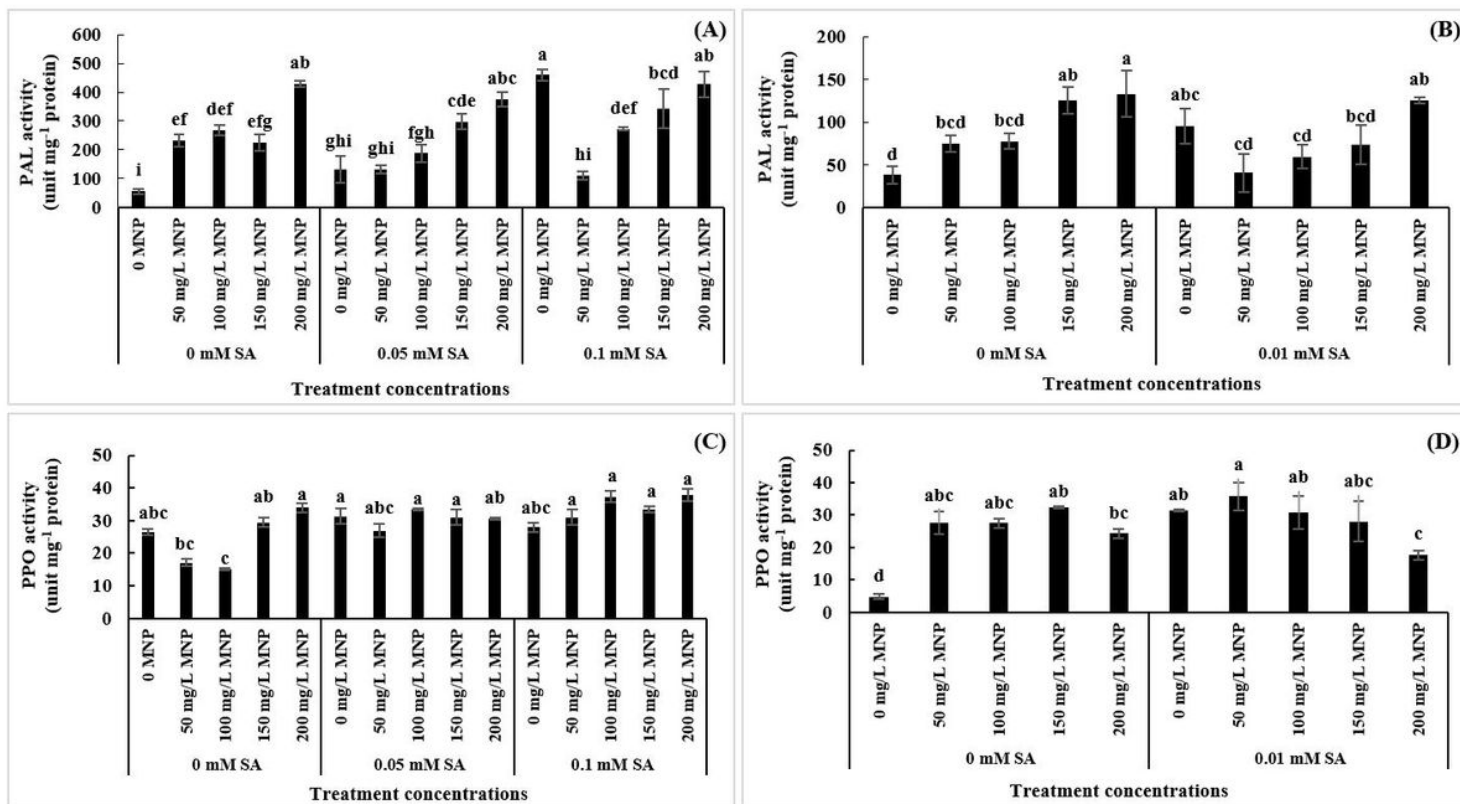 (A)
PAL activity
(unit mg⁻¹ protein)
600
500
400
300
200
100
0
i
ef
def
efg
ab
ghi
ghi
fgh
cde
abc
a
hi
def
bcd
ab
0 MNP
50 mg/L MNP
100 mg/L MNP
150 mg/L MNP
200 mg/L MNP
0 mg/L MNP
50 mg/L MNP
100 mg/L MNP
150 mg/L MNP
200 mg/L MNP
0 mg/L MNP
50 mg/L MNP
100 mg/L MNP
150 mg/L MNP
200 mg/L MNP
0 mM SA
0.05 mM SA
0.1 mM SA
Treatment concentrations
(B)
PAL activity
(unit mg⁻¹ protein)
200
150
100
50
0
d
bcd
bcd
ab
a
abc
cd
cd
bcd
ab
0 mg/L MNP
50 mg/L MNP
100 mg/L MNP
150 mg/L MNP
200 mg/L MNP
0 mg/L MNP
50 mg/L MNP
100 mg/L MNP
150 mg/L MNP
200 mg/L MNP
0 mM SA
0.01 mM SA
Treatment concentrations
(C)
PPO activity
(unit mg⁻¹ protein)
50
40
30
20
10
0
abc
bc
c
ab
a
a
abc
a
a
ab
abc
a
a
a
a
0 MNP
50 mg/L MNP
100 mg/L MNP
150 mg/L MNP
200 mg/L MNP
0 mg/L MNP
50 mg/L MNP
100 mg/L MNP
150 mg/L MNP
200 mg/L MNP
0 mg/L MNP
50 mg/L MNP
100 mg/L MNP
150 mg/L MNP
200 mg/L MNP
0 mM SA
0.05 mM SA
0.1 mM SA
Treatment concentrations
(D)
PPO activity
(unit mg⁻¹ protein)
50
40
30
20
10
0
d
abc
abc
ab
bc
ab
a
ab
abc
c
0 mg/L MNP
50 mg/L MNP
100 mg/L MNP
150 mg/L MNP
200 mg/L MNP
0 mg/L MNP
50 mg/L MNP
100 mg/L MNP
150 mg/L MNP
200 mg/L MNP
0 mM SA
0.01 mM SA
Treatment concentrations